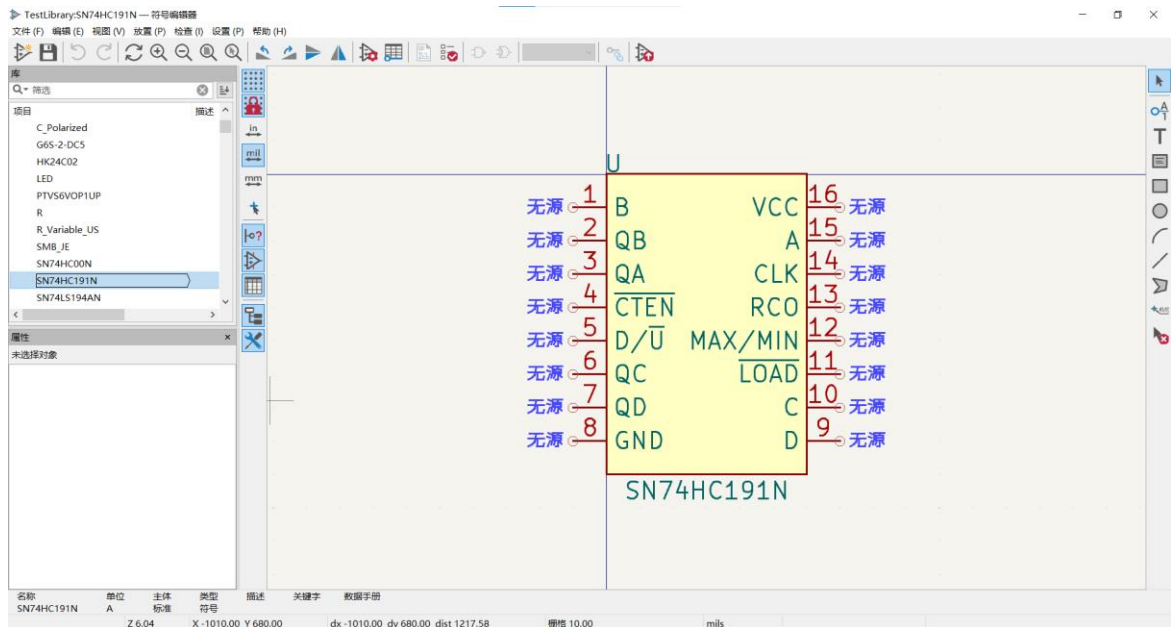 TestLibrary:SN74HC191N — 符号编辑器
文件(F) 编辑(E) 视图(V) 放置(P) 检查(I) 设置(P) 帮助(H)
in
mil
mm
库
筛选
项目 描述
C_Polarized
G6S-2-DC5
HK24C02
LED
PTVS6VOP1UP
R
R_Variable_US
SMB_JE
SN74HC00N
SN74HC191N
SN74LS194AN
属性
未选择对象
U
无源 1 B VCC 16 无源
无源 2 QB A 15 无源
无源 3 QA CLK 14 无源
无源 4 CTEN RCO 13 无源
无源 5 D/U MAX/MIN 12 无源
无源 6 QC LOAD 11 无源
无源 7 QD C 10 无源
无源 8 GND D 9 无源
SN74HC191N
名称 单位 主体 类型 描述 关键字 数据手册
SN74HC191N A 标准 符号
Z 6.04 X -1010.00 Y 680.00 dx -1010.00 dy 680.00 dist 1217.58 栅格 10.00 mils